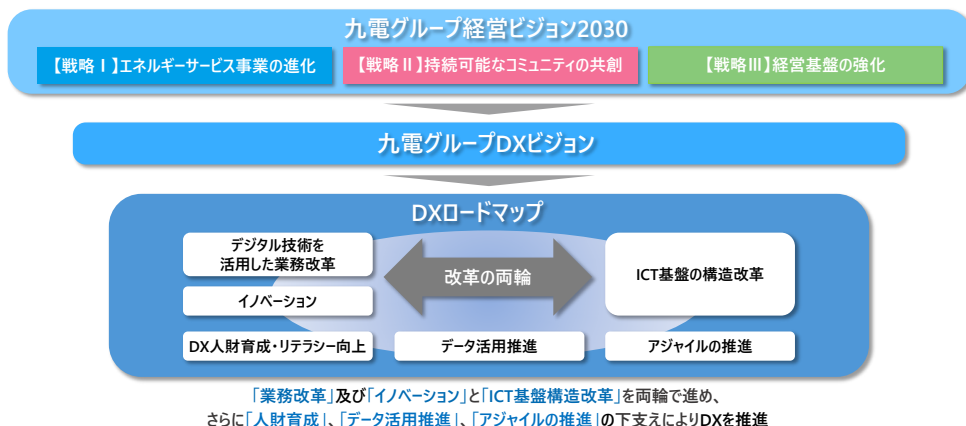 九電グループ経営ビジョン2030
【戦略Ⅰ】エネルギーサービス事業の進化
【戦略Ⅱ】持続可能なコミュニティの共創
【戦略Ⅲ】経営基盤の強化
九電グループDXビジョン
DXロードマップ
デジタル技術を
活用した業務改革
改革の両輪
ICT基盤の構造改革
イノベーション
DX人財育成・リテラシー向上
データ活用推進
アジャイルの推進
「業務改革」及び「イノベーション」と「ICT基盤構造改革」を両輪で進め、
さらに「人財育成」、「データ活用推進」、「アジャイルの推進」の下支えによりDXを推進